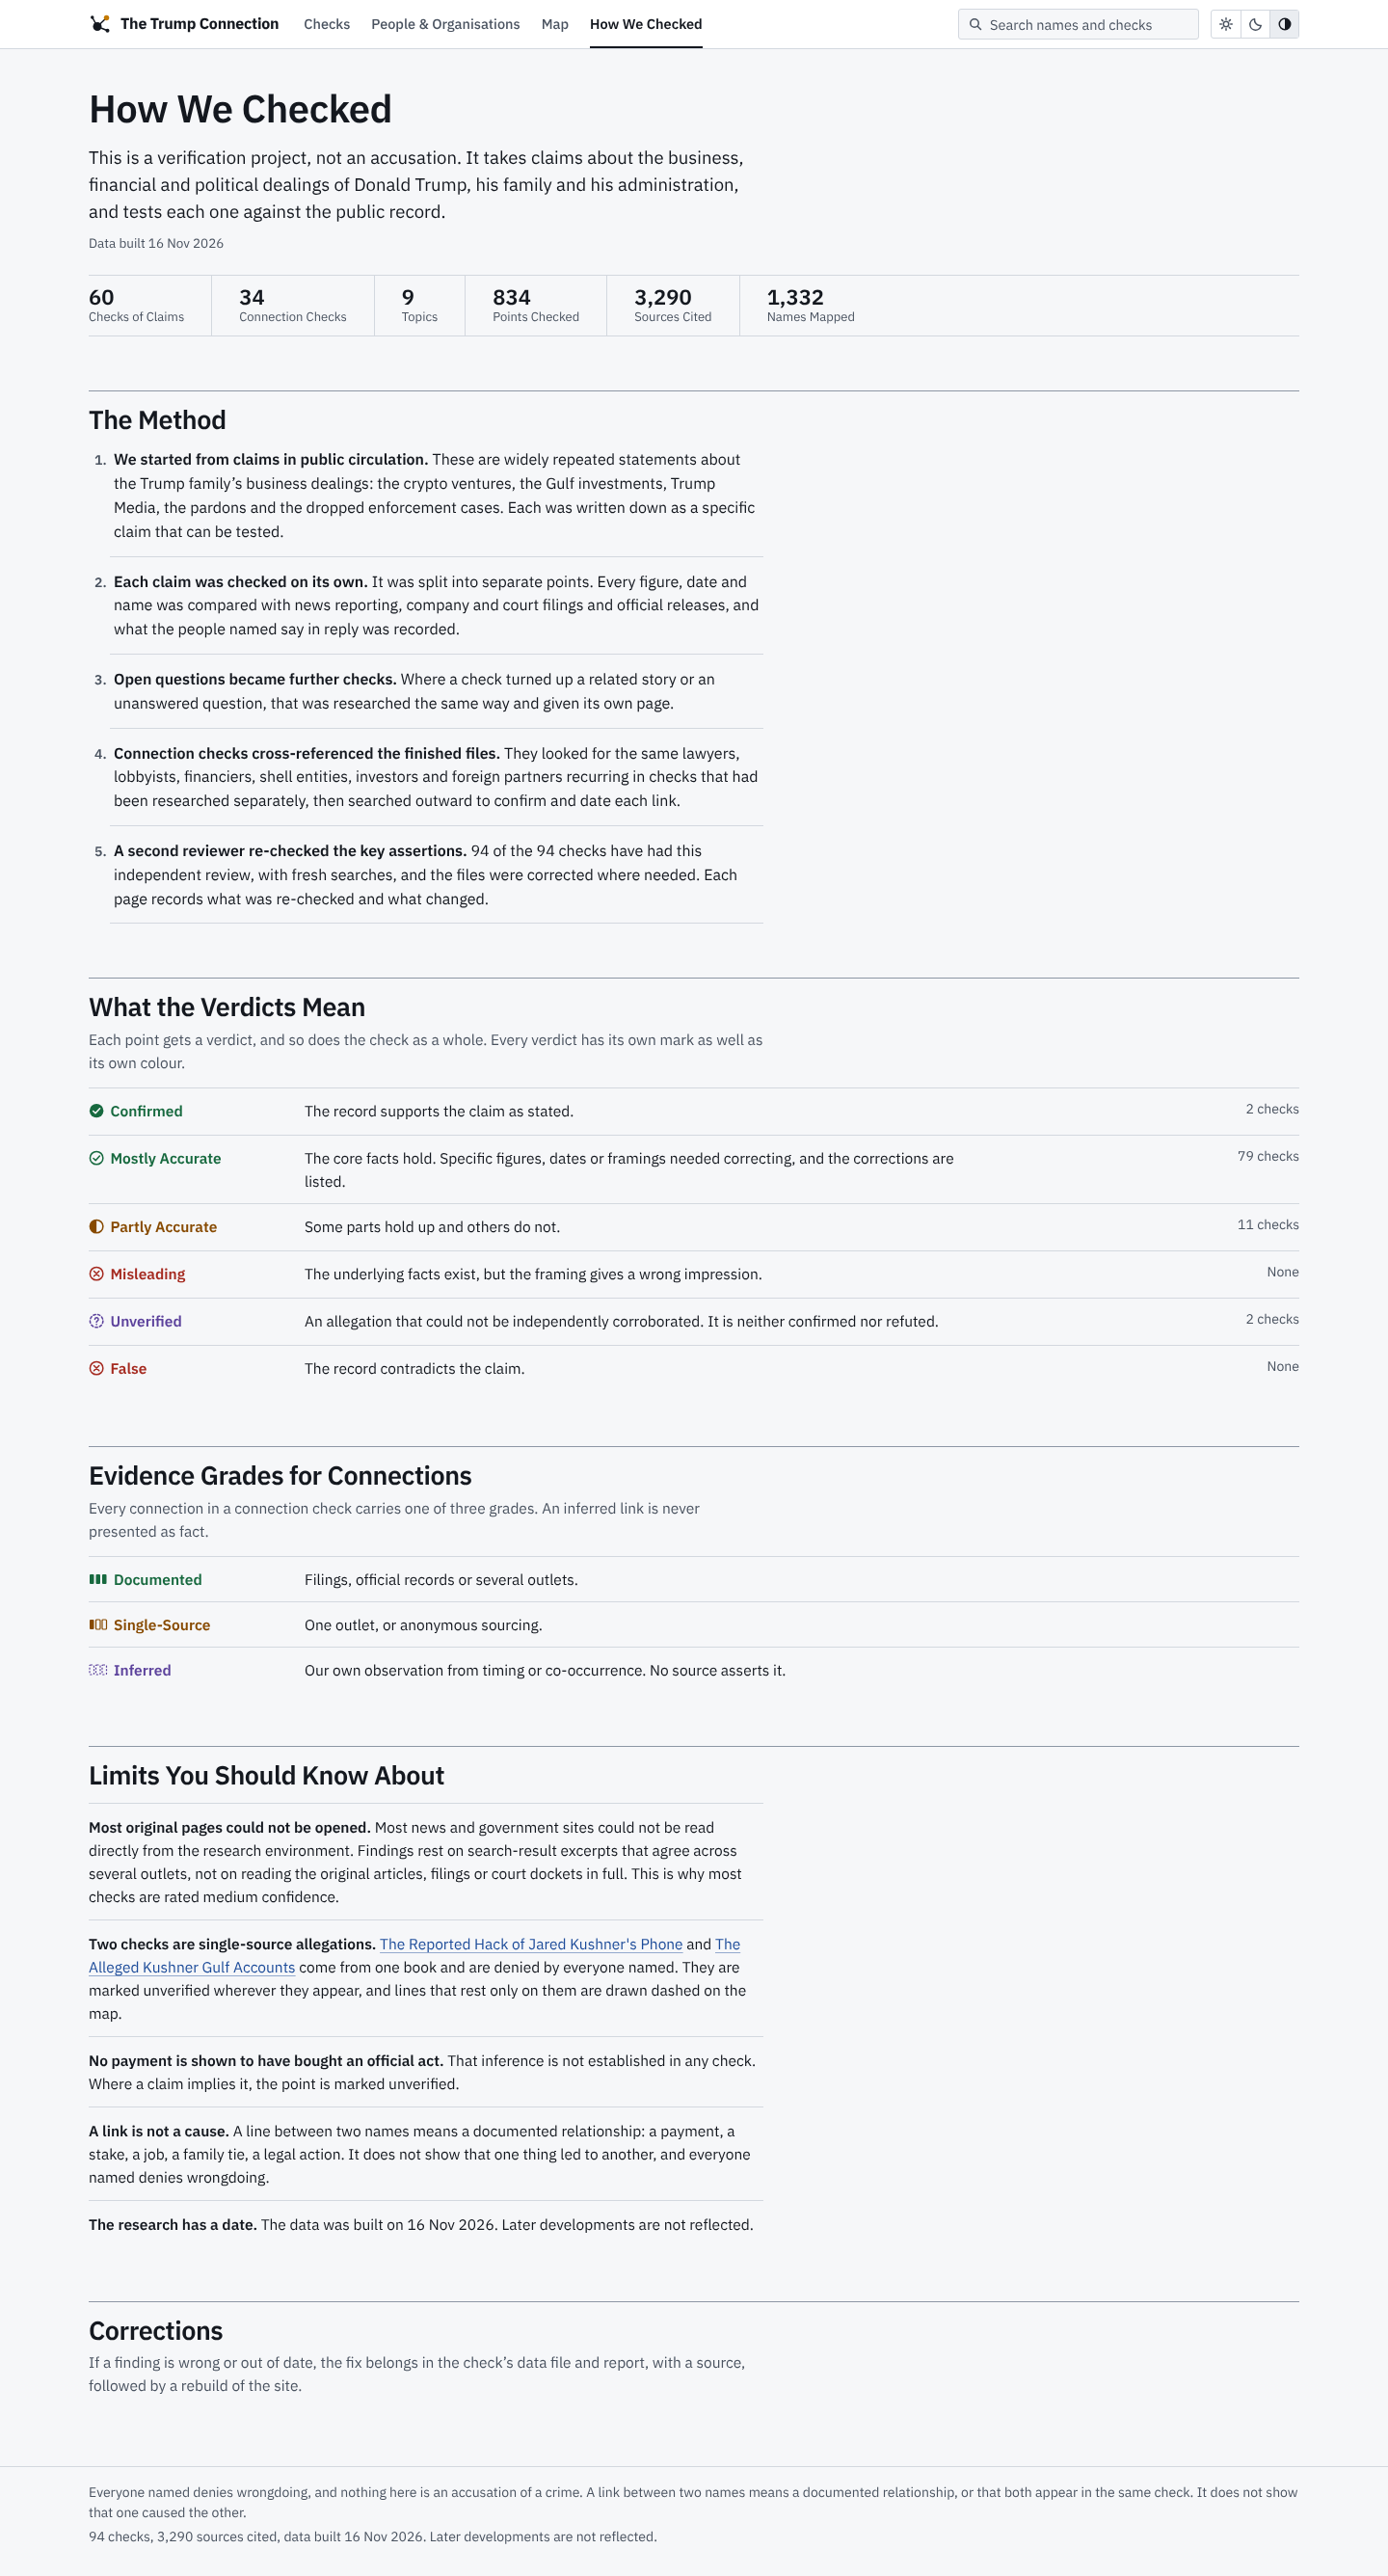 The Trump Connection
Checks
People & Organisations
Map
How We Checked
Search names and checks
How We Checked
This is a verification project, not an accusation. It takes claims about the business,
financial and political dealings of Donald Trump, his family and his administration,
and tests each one against the public record.
Data built 16 Nov 2026
60
Checks of Claims
34
Connection Checks
9
Topics
834
Points Checked
3,290
Sources Cited
1,332
Names Mapped
The Method
1. We started from claims in public circulation. These are widely repeated statements about
the Trump family’s business dealings: the crypto ventures, the Gulf investments, Trump
Media, the pardons and the dropped enforcement cases. Each was written down as a specific
claim that can be tested.
2. Each claim was checked on its own. It was split into separate points. Every figure, date and
name was compared with news reporting, company and court filings and official releases, and
what the people named say in reply was recorded.
3. Open questions became further checks. Where a check turned up a related story or an
unanswered question, that was researched the same way and given its own page.
4. Connection checks cross-referenced the finished files. They looked for the same lawyers,
lobbyists, financiers, shell entities, investors and foreign partners recurring in checks that had
been researched separately, then searched outward to confirm and date each link.
5. A second reviewer re-checked the key assertions. 94 of the 94 checks have had this
independent review, with fresh searches, and the files were corrected where needed. Each
page records what was re-checked and what changed.
What the Verdicts Mean
Each point gets a verdict, and so does the check as a whole. Every verdict has its own mark as well as
its own colour.
Confirmed
The record supports the claim as stated.
2 checks
Mostly Accurate
The core facts hold. Specific figures, dates or framings needed correcting, and the corrections are
listed.
79 checks
Partly Accurate
Some parts hold up and others do not.
11 checks
Misleading
The underlying facts exist, but the framing gives a wrong impression.
None
Unverified
An allegation that could not be independently corroborated. It is neither confirmed nor refuted.
2 checks
False
The record contradicts the claim.
None
Evidence Grades for Connections
Every connection in a connection check carries one of three grades. An inferred link is never
presented as fact.
Documented
Filings, official records or several outlets.
Single-Source
One outlet, or anonymous sourcing.
Inferred
Our own observation from timing or co-occurrence. No source asserts it.
Limits You Should Know About
Most original pages could not be opened. Most news and government sites could not be read
directly from the research environment. Findings rest on search-result excerpts that agree across
several outlets, not on reading the original articles, filings or court dockets in full. This is why most
checks are rated medium confidence.
Two checks are single-source allegations. The Reported Hack of Jared Kushner's Phone and The
Alleged Kushner Gulf Accounts come from one book and are denied by everyone named. They are
marked unverified wherever they appear, and lines that rest only on them are drawn dashed on the
map.
No payment is shown to have bought an official act. That inference is not established in any check.
Where a claim implies it, the point is marked unverified.
A link is not a cause. A line between two names means a documented relationship: a payment, a
stake, a job, a family tie, a legal action. It does not show that one thing led to another, and everyone
named denies wrongdoing.
The research has a date. The data was built on 16 Nov 2026. Later developments are not reflected.
Corrections
If a finding is wrong or out of date, the fix belongs in the check’s data file and report, with a source,
followed by a rebuild of the site.
Everyone named denies wrongdoing, and nothing here is an accusation of a crime. A link between two names means a documented relationship, or that both appear in the same check. It does not show
that one caused the other.
94 checks, 3,290 sources cited, data built 16 Nov 2026. Later developments are not reflected.